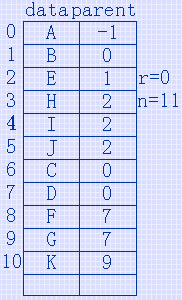 data parent
0 A -1
1 B 0
2 E 1 r=0
3 H 2 n=11
4 I 2
5 J 2
6 C 0
7 D 0
8 F 7
9 G 7
10 K 9